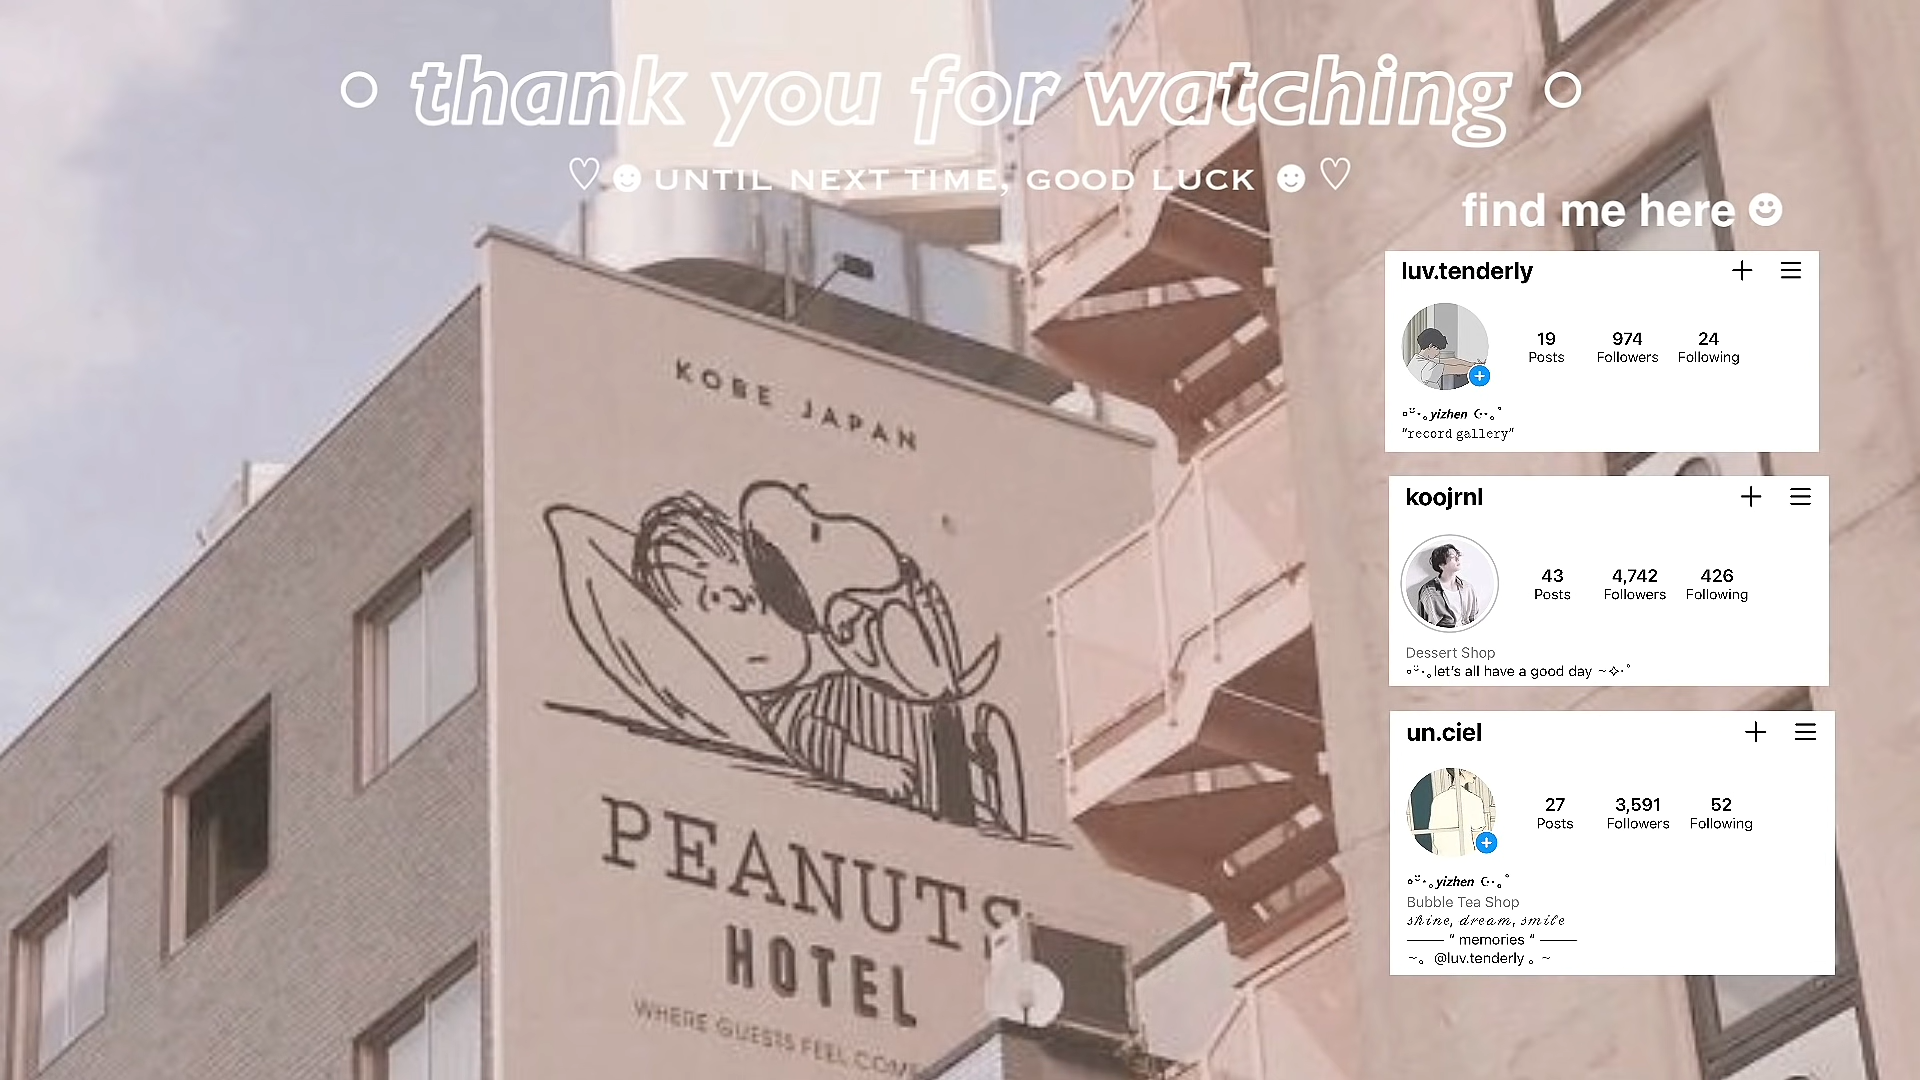 ○ thank you for watching ○
♡ ☻ UNTIL NEXT TIME, GOOD LUCK ☻ ♡
find me here ☻
luv.tenderly
19 974 24
Posts Followers Following
yizhen
"record gallery"
koojrnl
43 4,742 426
Posts Followers Following
Dessert Shop
let's all have a good day ~✧
un.ciel
27 3,591 52
Posts Followers Following
yizhen
Bubble Tea Shop
shine, dream, smile
—— " memories " ——
~。 @luv.tenderly 。~
KOBE JAPAN
PEANUTS
HOTEL
WHERE GUESTS FEEL COM